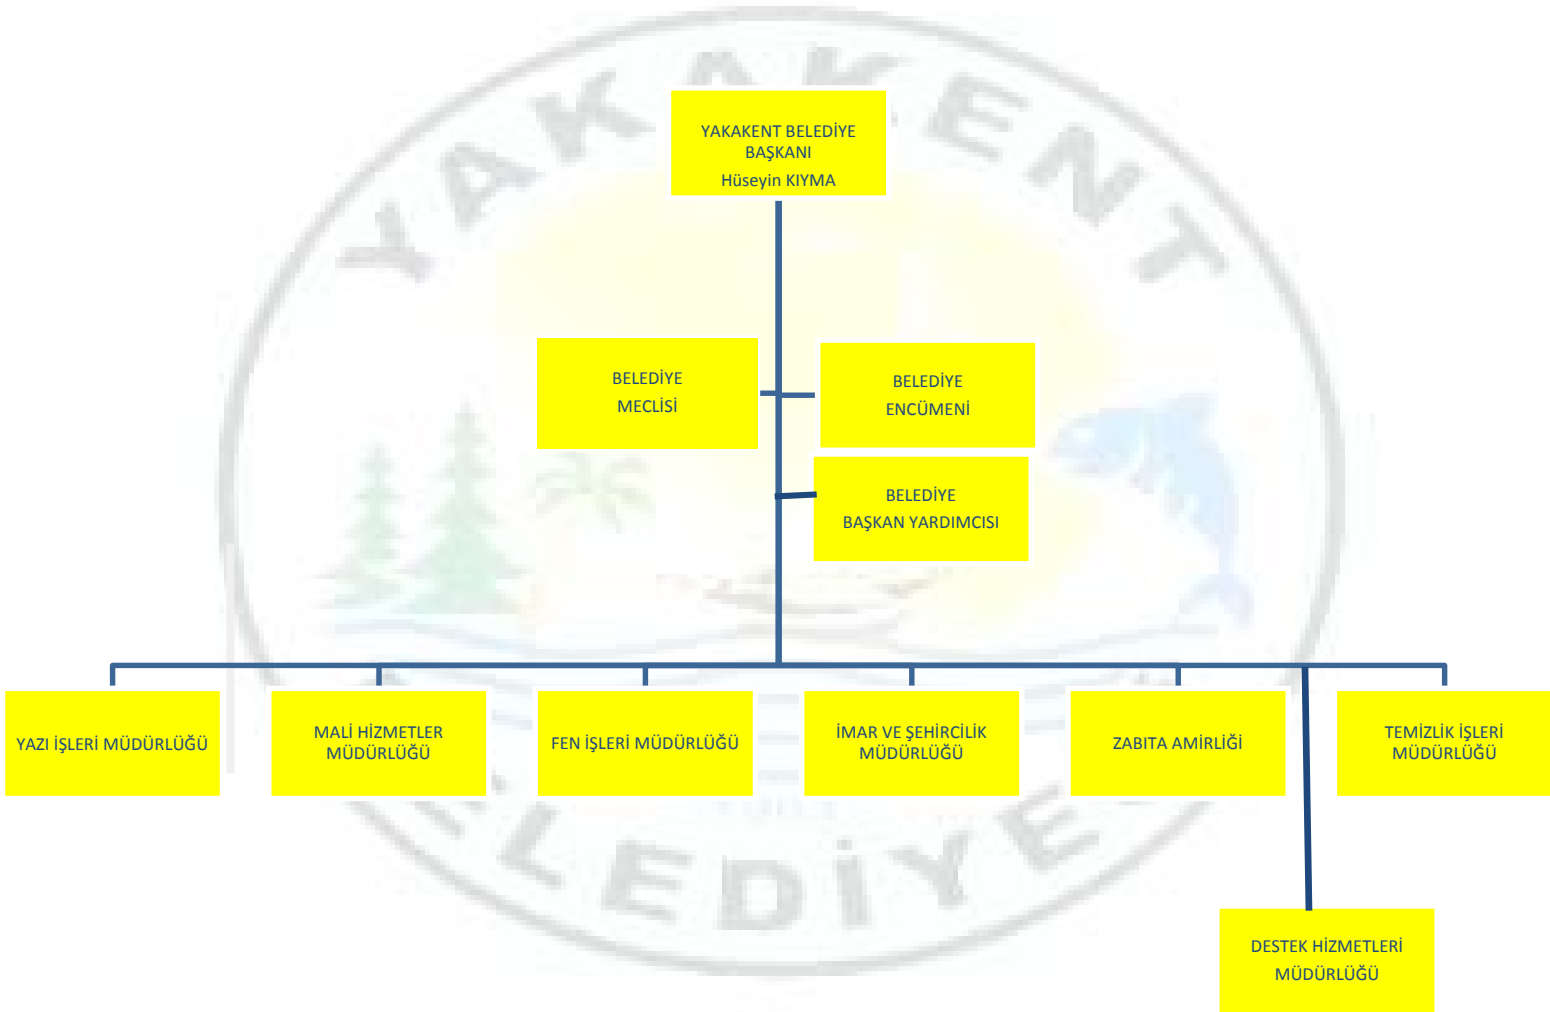 YAKAKENT
YAKAKENT BELEDİYE
BAŞKANI
Hüseyin KIYMA
BELEDİYE
MECLİSİ
BELEDİYE
ENCÜMENİ
BELEDİYE
BAŞKAN YARDIMCISI
YAZI İŞLERİ MÜDÜRLÜĞÜ
MALİ HİZMETLER
MÜDÜRLÜĞÜ
FEN İŞLERİ MÜDÜRLÜĞÜ
İMAR VE ŞEHİRCİLİK
MÜDÜRLÜĞÜ
ZABITA AMİRLİĞİ
TEMİZLİK İŞLERİ
MÜDÜRLÜĞÜ
DESTEK HİZMETLERİ
MÜDÜRLÜĞÜ